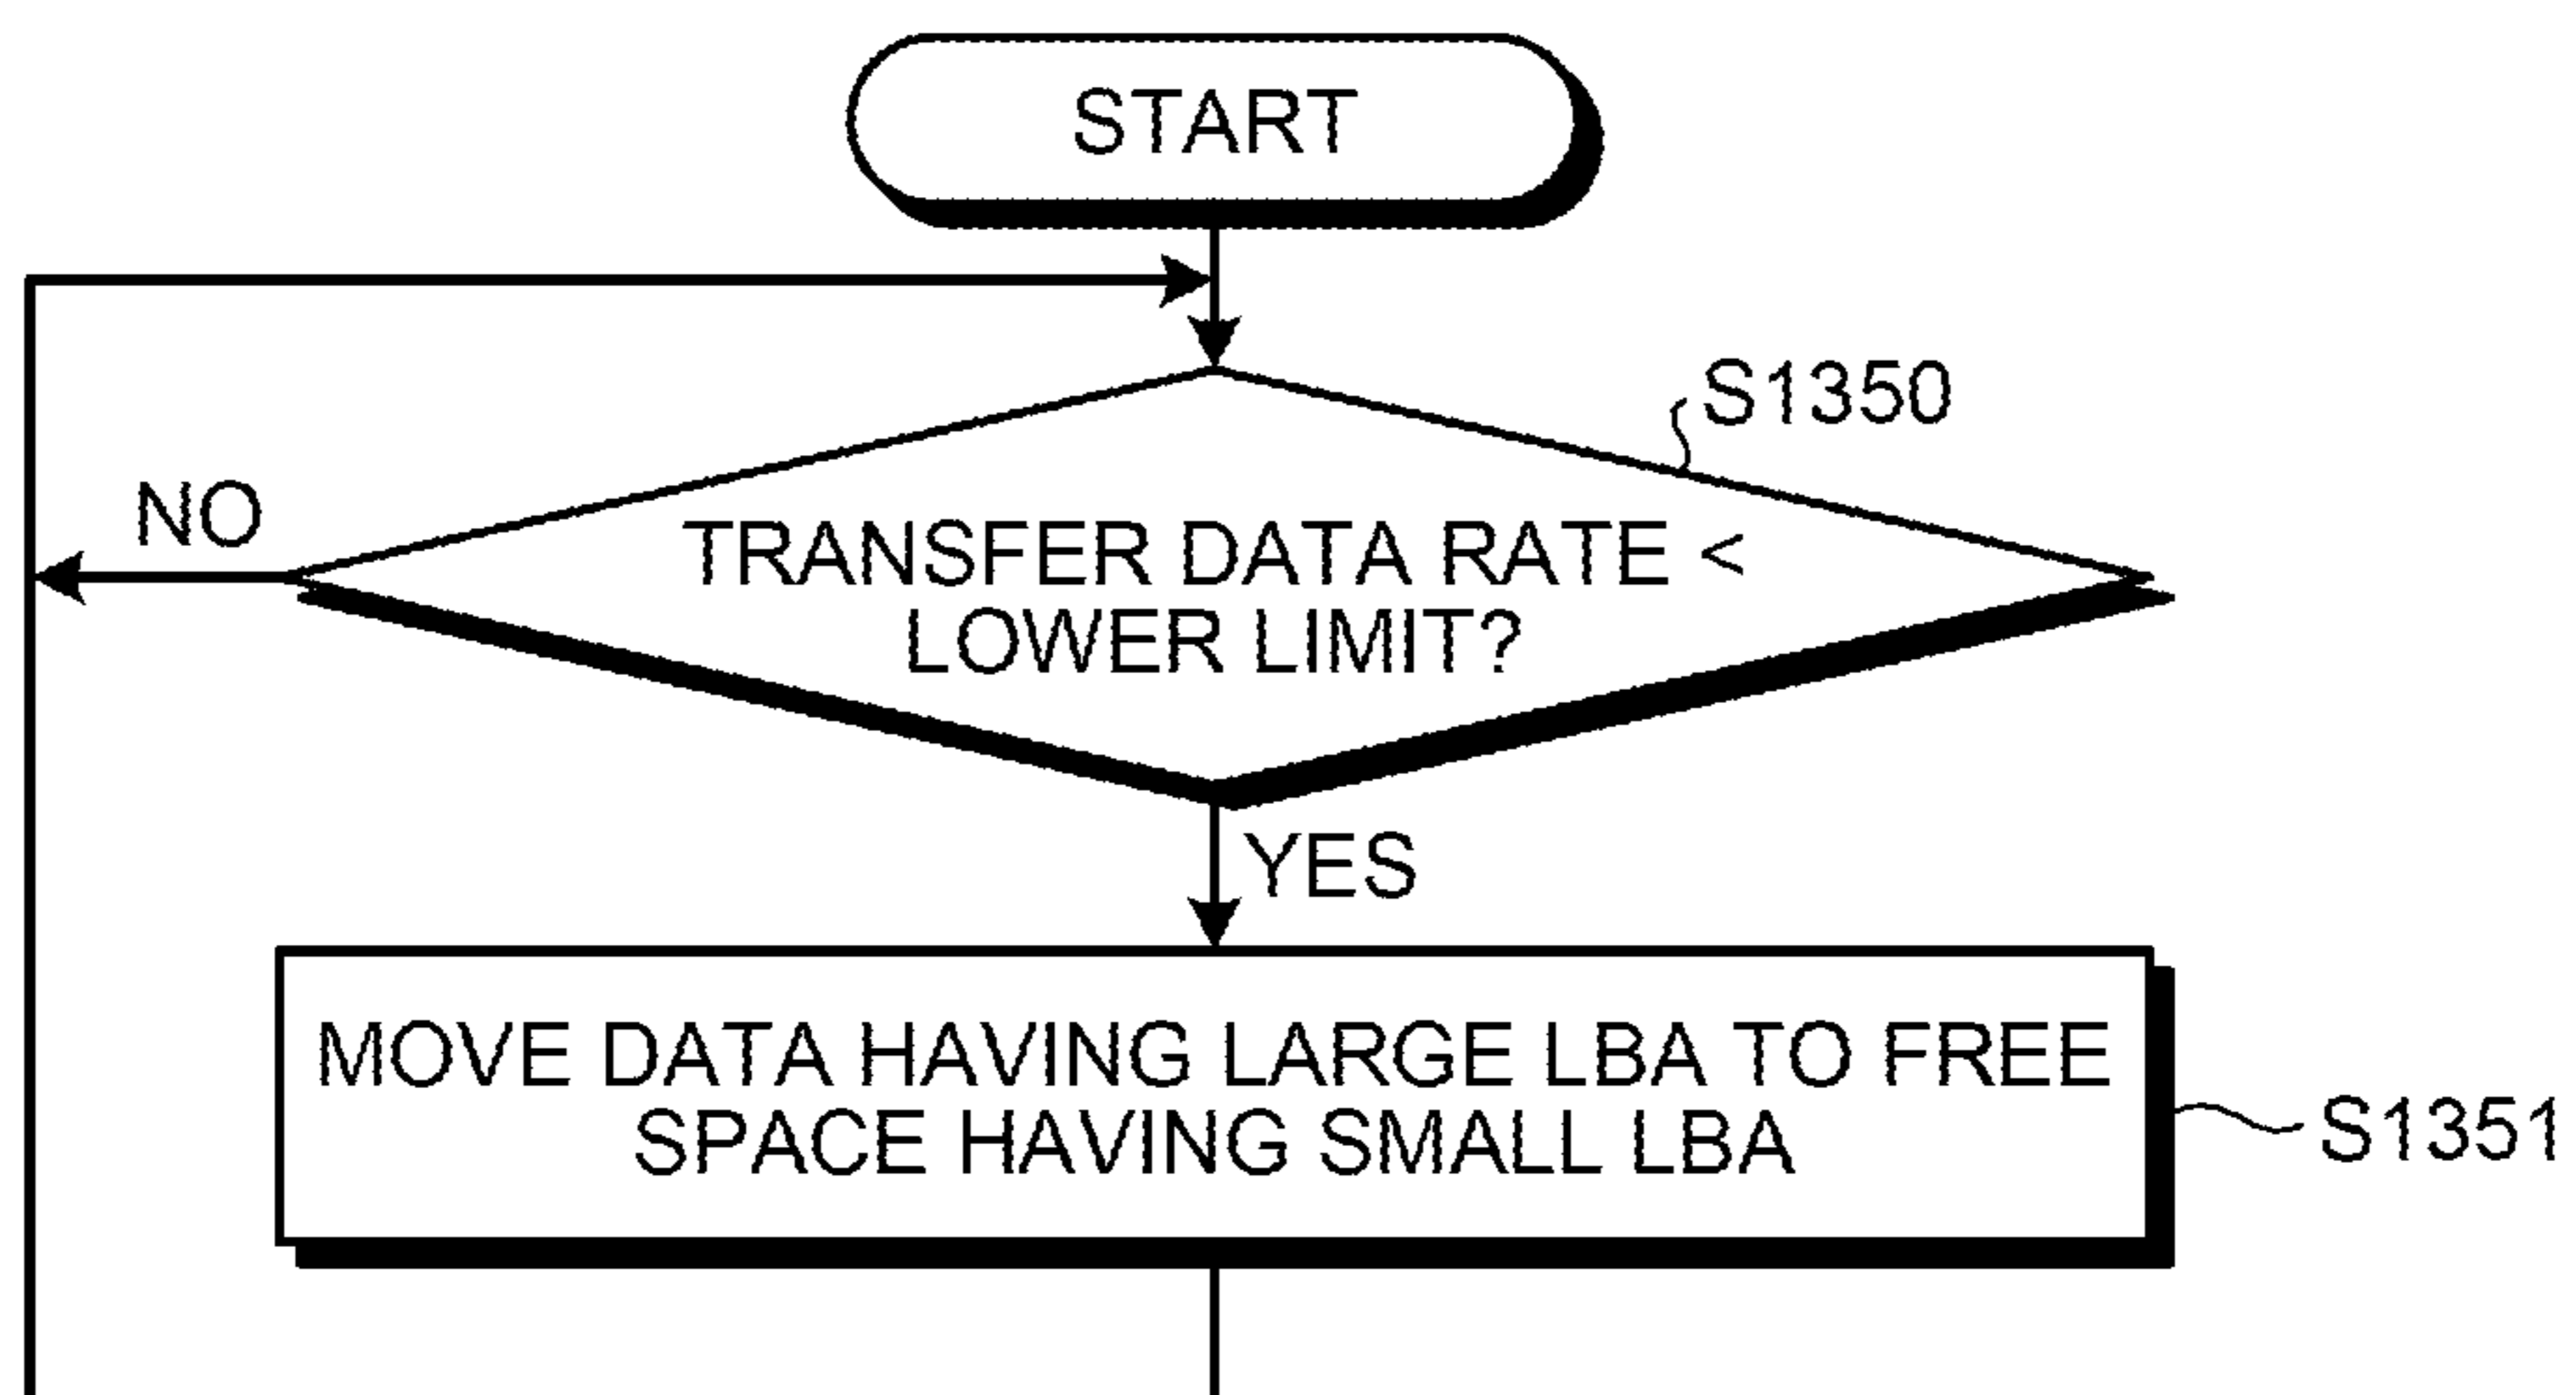 START
S1350
NO
TRANSFER DATA RATE <
LOWER LIMIT?
YES
MOVE DATA HAVING LARGE LBA TO FREE
SPACE HAVING SMALL LBA
S1351